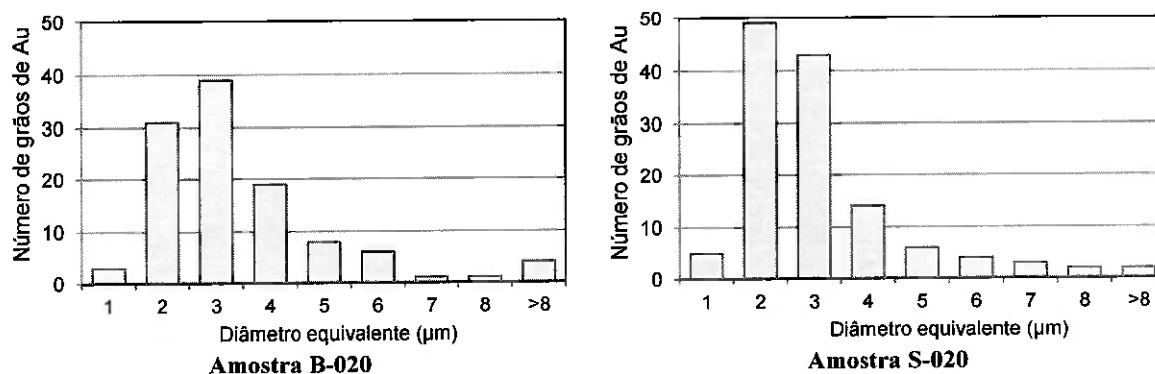 Número de grãos de Au
50
40
30
20
10
0
1 2 3 4 5 6 7 8 >8
Diâmetro equivalente (µm)
Amostra B-020
Número de grãos de Au
50
40
30
20
10
0
1 2 3 4 5 6 7 8 >8
Diâmetro equivalente (µm)
Amostra S-020